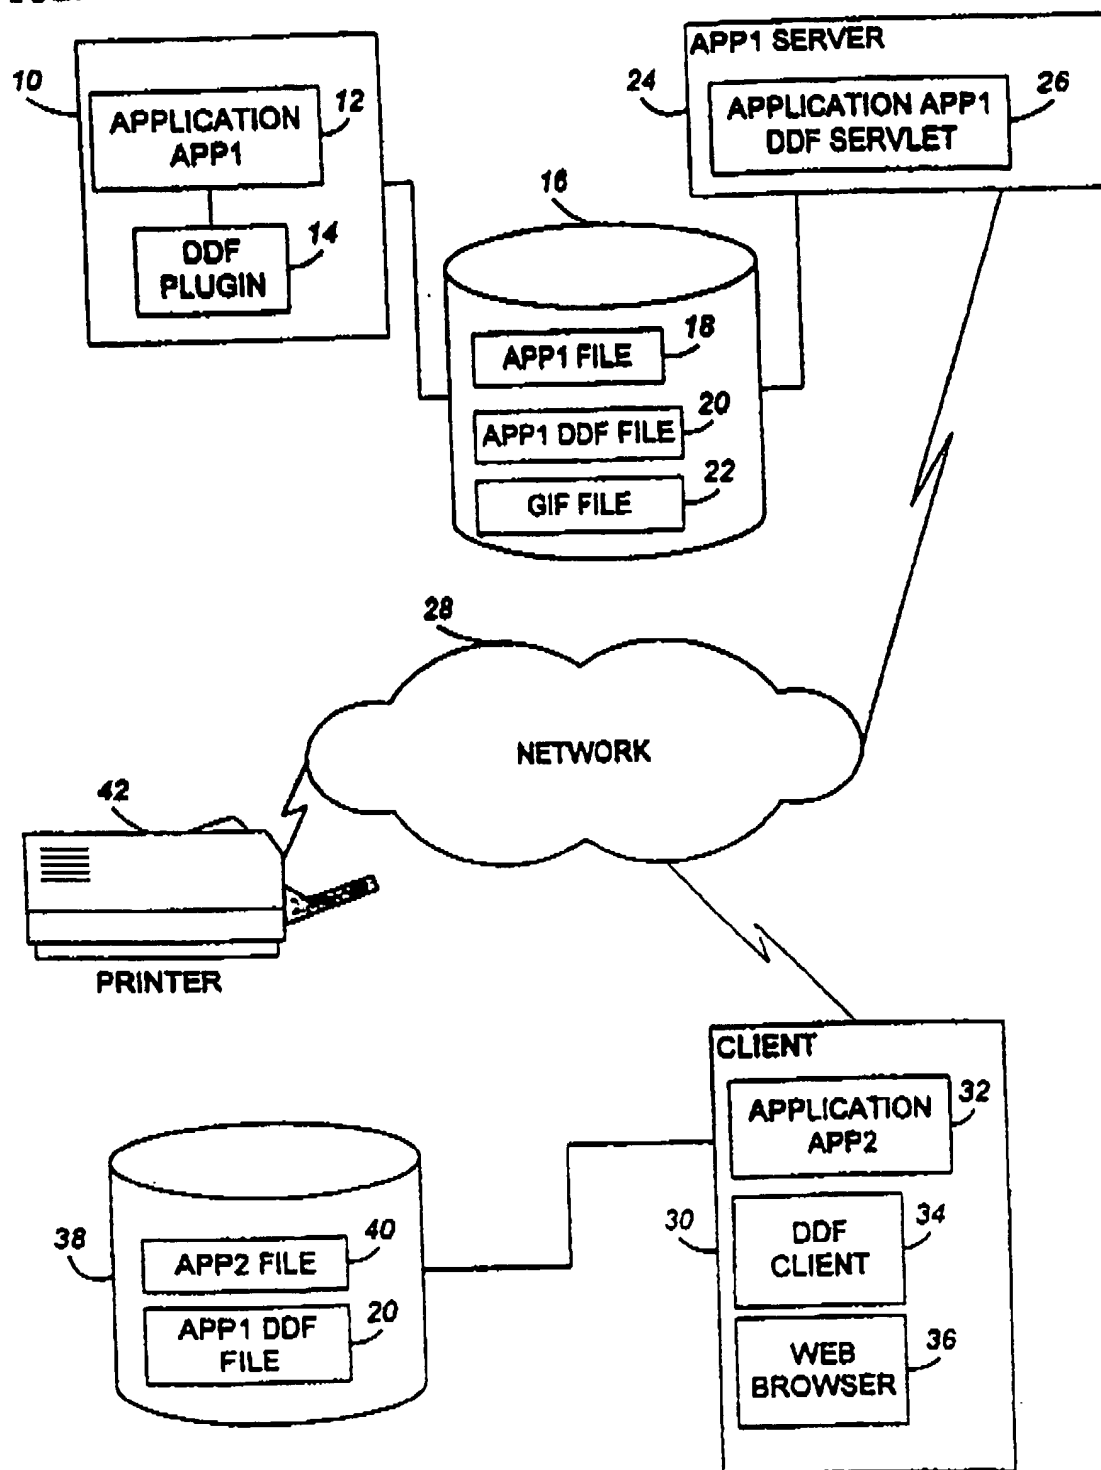 10
APPLICATION
APP1
12
DDF
PLUGIN
14
APP1 SERVER
24
APPLICATION APP1
DDF SERVLET
26
16
APP1 FILE
18
APP1 DDF FILE
20
GIF FILE
22
28
NETWORK
42
PRINTER
CLIENT
APPLICATION
APP2
32
30
DDF
CLIENT
34
WEB
BROWSER
36
38
APP2 FILE
40
APP1 DDF
FILE
20